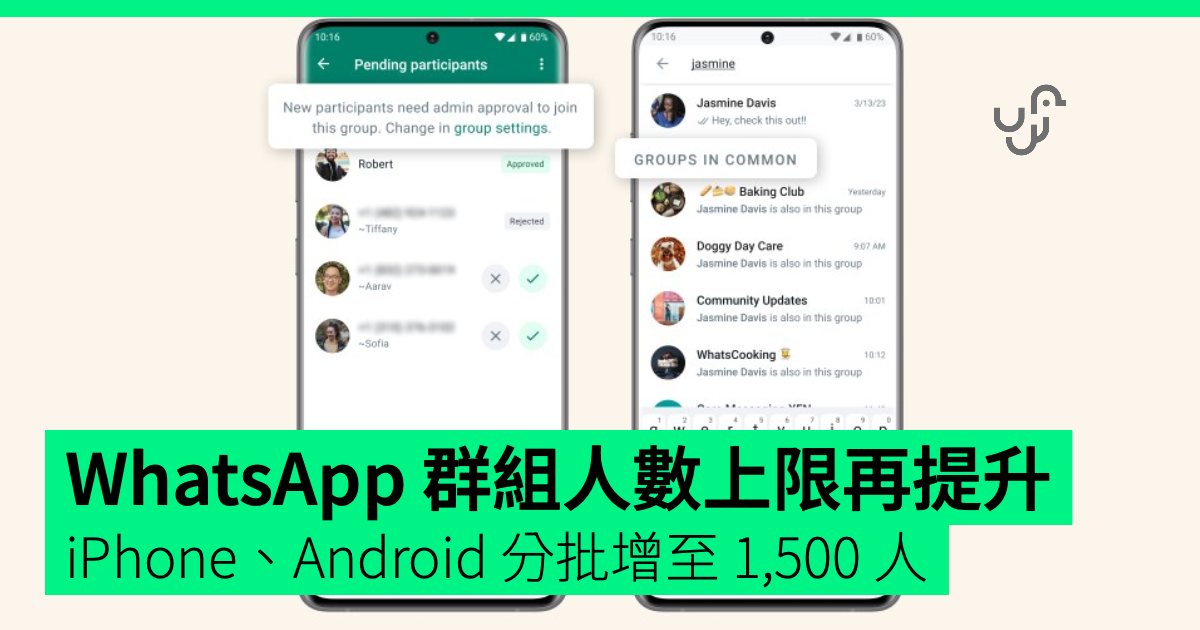 10:16
60%
Pending participants
New participants need admin approval to join
this group. Change in group settings.
Robert
Approved
~Tiffany
Rejected
~Aarav
~Sofia
10:16
60%
jasmine
Jasmine Davis
3/13/23
Hey, check this out!!
GROUPS IN COMMON
Baking Club
Yesterday
Jasmine Davis is also in this group
Doggy Day Care
9:07 AM
Jasmine Davis is also in this group
Community Updates
10:01
Jasmine Davis is also in this group
WhatsCooking
10:12
Jasmine Davis is also in this group
WhatsApp 群組人數上限再提升
iPhone、Android 分批增至 1,500 人